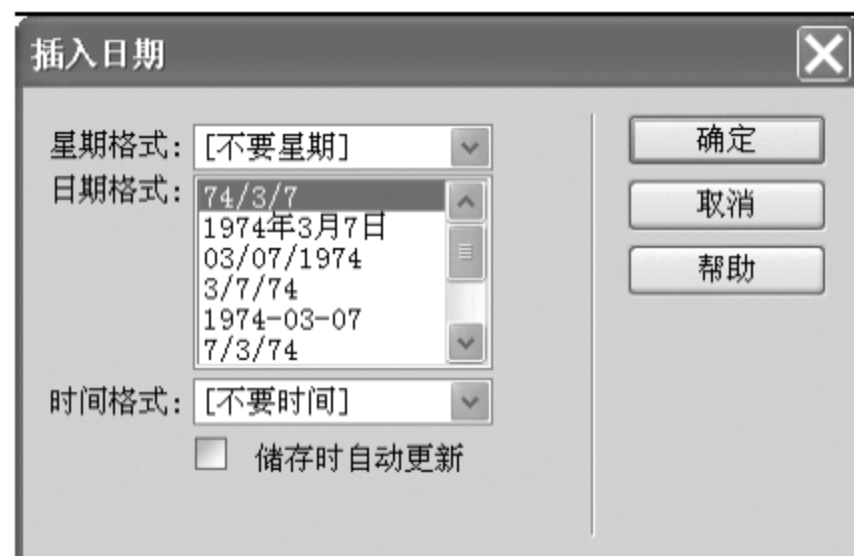 插入日期
星期格式: [不要星期]
确定
日期格式: 74/3/7
取消
1974年3月7日
03/07/1974
帮助
3/7/74
1974-03-07
7/3/74
时间格式: [不要时间]
储存时自动更新